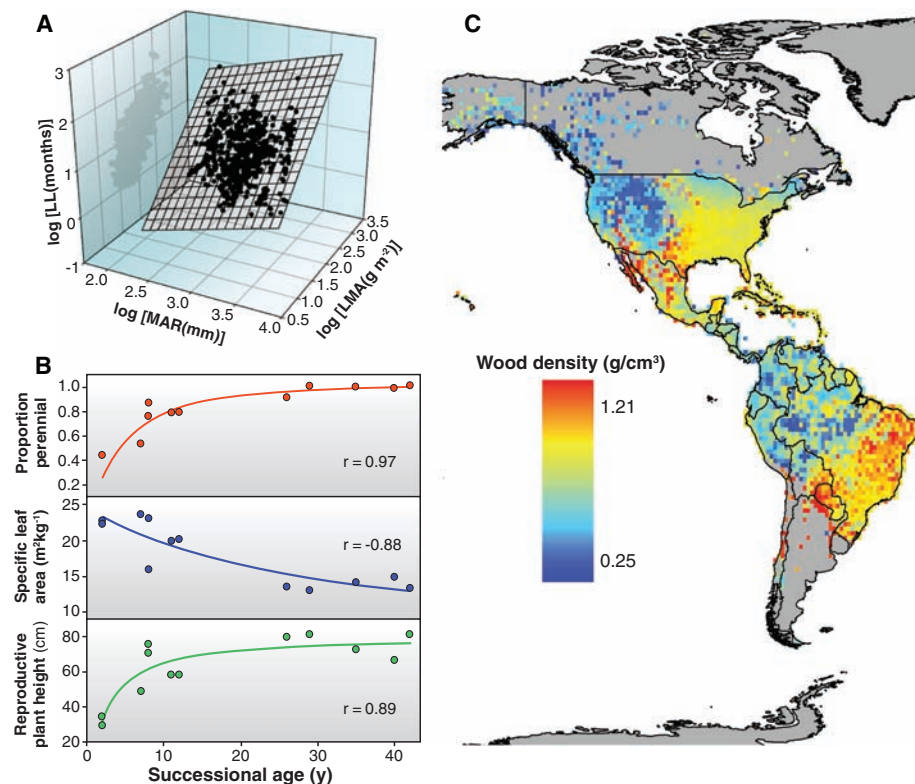 A
3
2
1
0
-1
log [LL(months)]
2.0
2.5
3.0
3.5
4.0
log [MAR(mm)]
0.5
1.0
1.5
2.0
2.5
3.0
3.5
log [LMA(g m⁻²)]
B
1.0
0.8
0.6
0.4
0.2
Proportion
perennial
r = 0.97
25
20
15
10
Specific leaf
area (m²kg⁻¹)
r = -0.88
80
60
40
20
Reproductive
plant height (cm)
r = 0.89
0
10
20
30
40
Successional age (y)
C
Wood density (g/cm³)
1.21
0.25